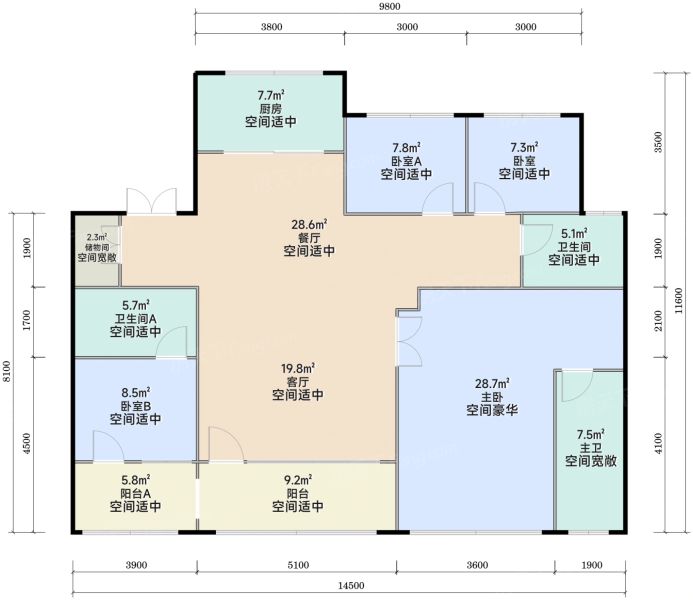 9800
3800
3000
3000
7.7㎡
厨房
空间适中
7.8㎡
卧室A
空间适中
7.3㎡
卧室
空间适中
3500
28.6㎡
餐厅
空间适中
2.3㎡
储物间
空间宽敞
5.1㎡
卫生间
空间适中
1900
1900
5.7㎡
卫生间A
空间适中
1700
2100
11600
8100
19.8㎡
客厅
空间适中
28.7㎡
主卧
空间豪华
8.5㎡
卧室B
空间适中
7.5㎡
主卫
空间宽敞
4500
4100
5.8㎡
阳台A
空间适中
9.2㎡
阳台
空间适中
3900
5100
3600
1900
14500